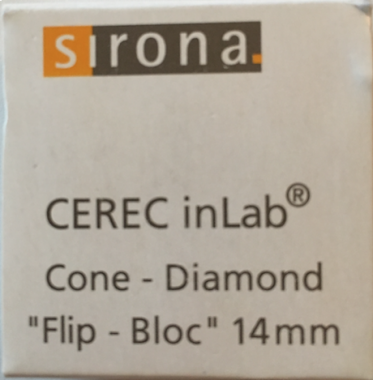 sirona.
CEREC inLab®
Cone - Diamond
"Flip - Bloc" 14mm